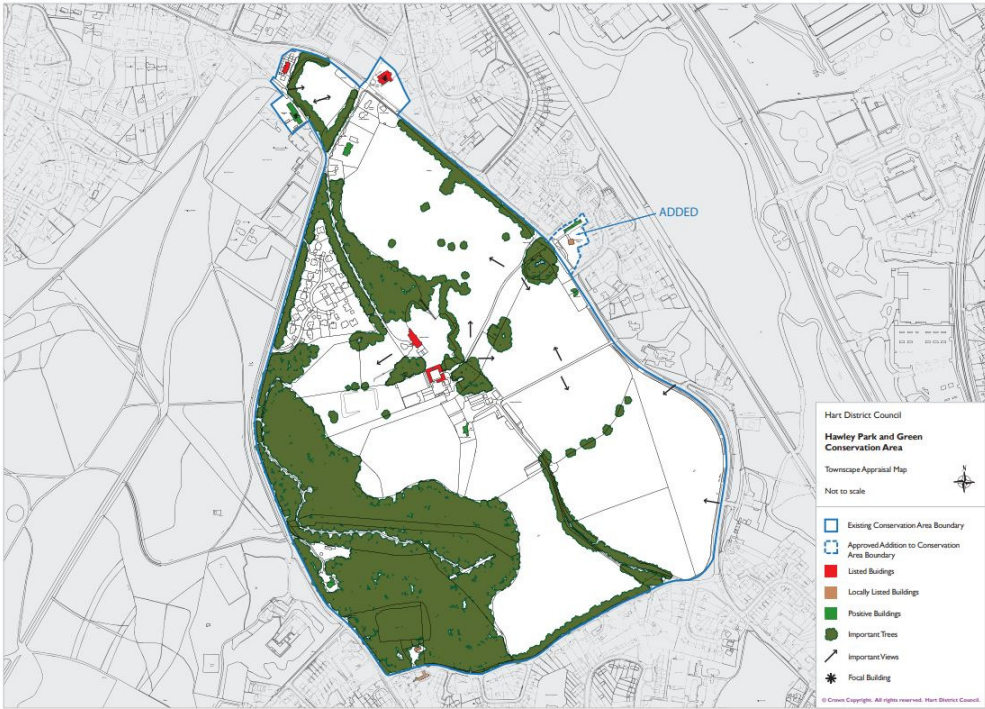 ADDED
Hart District Council
Hawley Park and Green
Conservation Area
Townscape Appraisal Map
Not to scale
N
Existing Conservation Area Boundary
Approved Addition to Conservation
Area Boundary
Listed Buidings
Locally Listed Buildings
Positive Buildings
Important Trees
Important Views
Focal Building
© Crown Copyright. All rights reserved. Hart District Council.